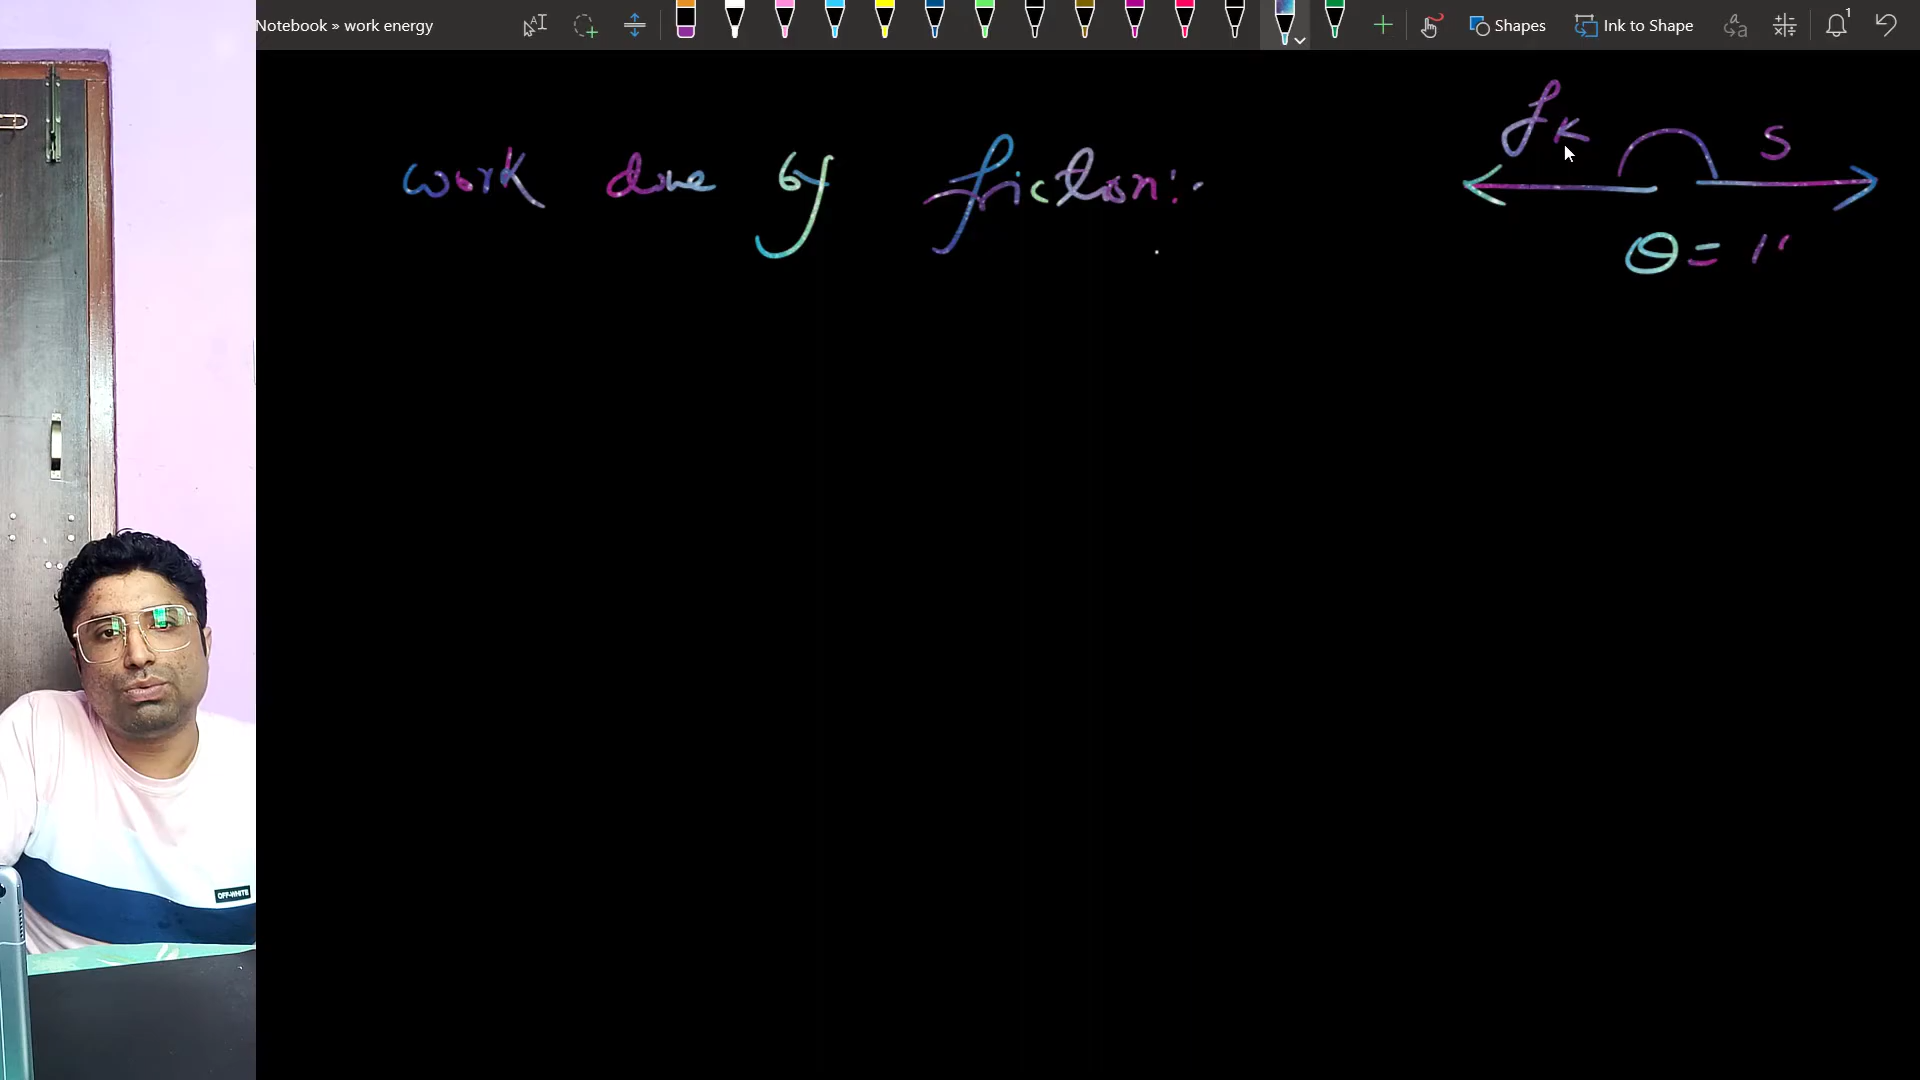 Notebook » work energy
Shapes
Ink to Shape
1
fK
S
work done by friction:-
θ = 
OFF-WHITE